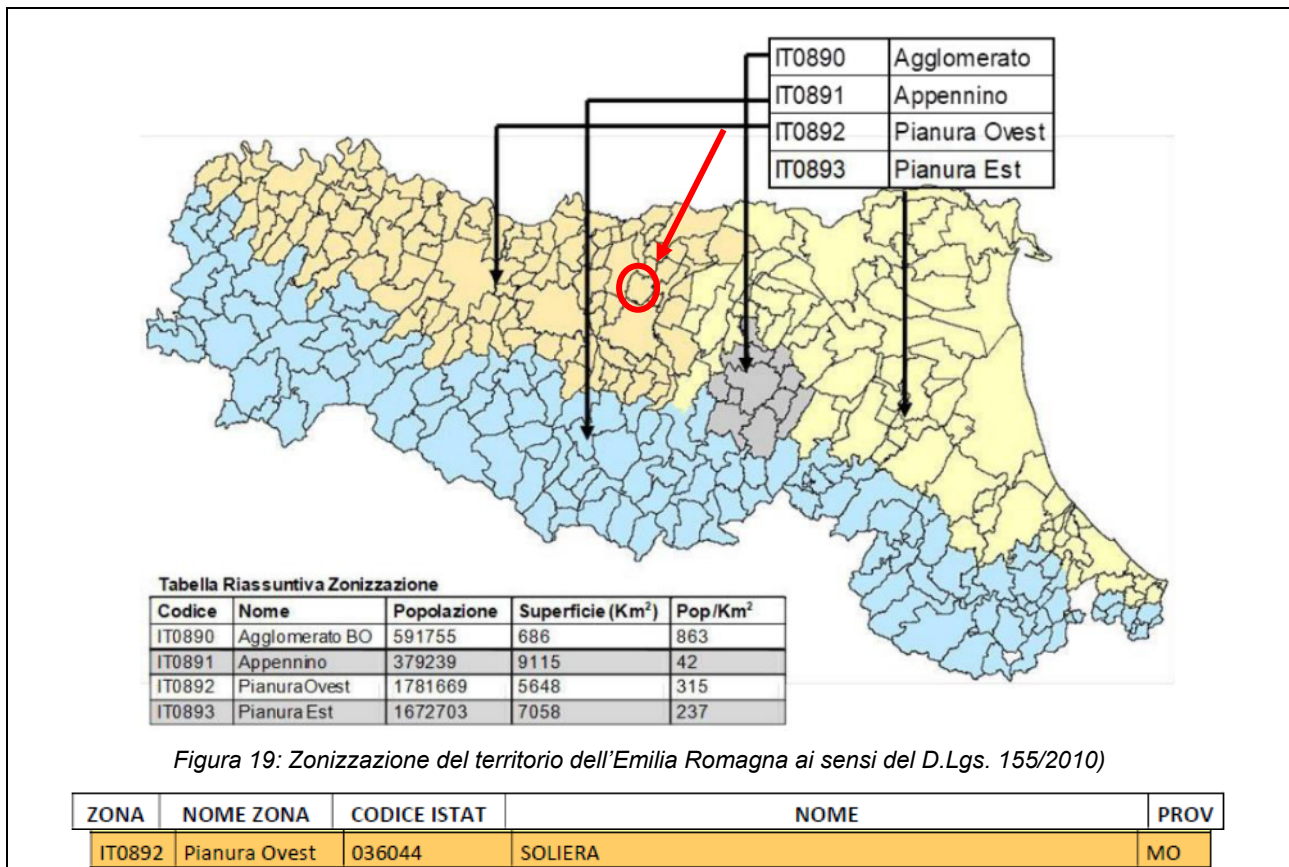 IT0890 Agglomerato
IT0891 Appennino
IT0892 Pianura Ovest
IT0893 Pianura Est
Tabella Riassuntiva Zonizzazione
Codice Nome Popolazione Superficie (Km²) Pop/Km²
IT0890 Agglomerato BO 591755 686 863
IT0891 Appennino 379239 9115 42
IT0892 PianuraOvest 1781669 5648 315
IT0893 Pianura Est 1672703 7058 237
Figura 19: Zonizzazione del territorio dell’Emilia Romagna ai sensi del D.Lgs. 155/2010)
ZONA NOME ZONA CODICE ISTAT NOME PROV
IT0892 Pianura Ovest 036044 SOLIERA MO